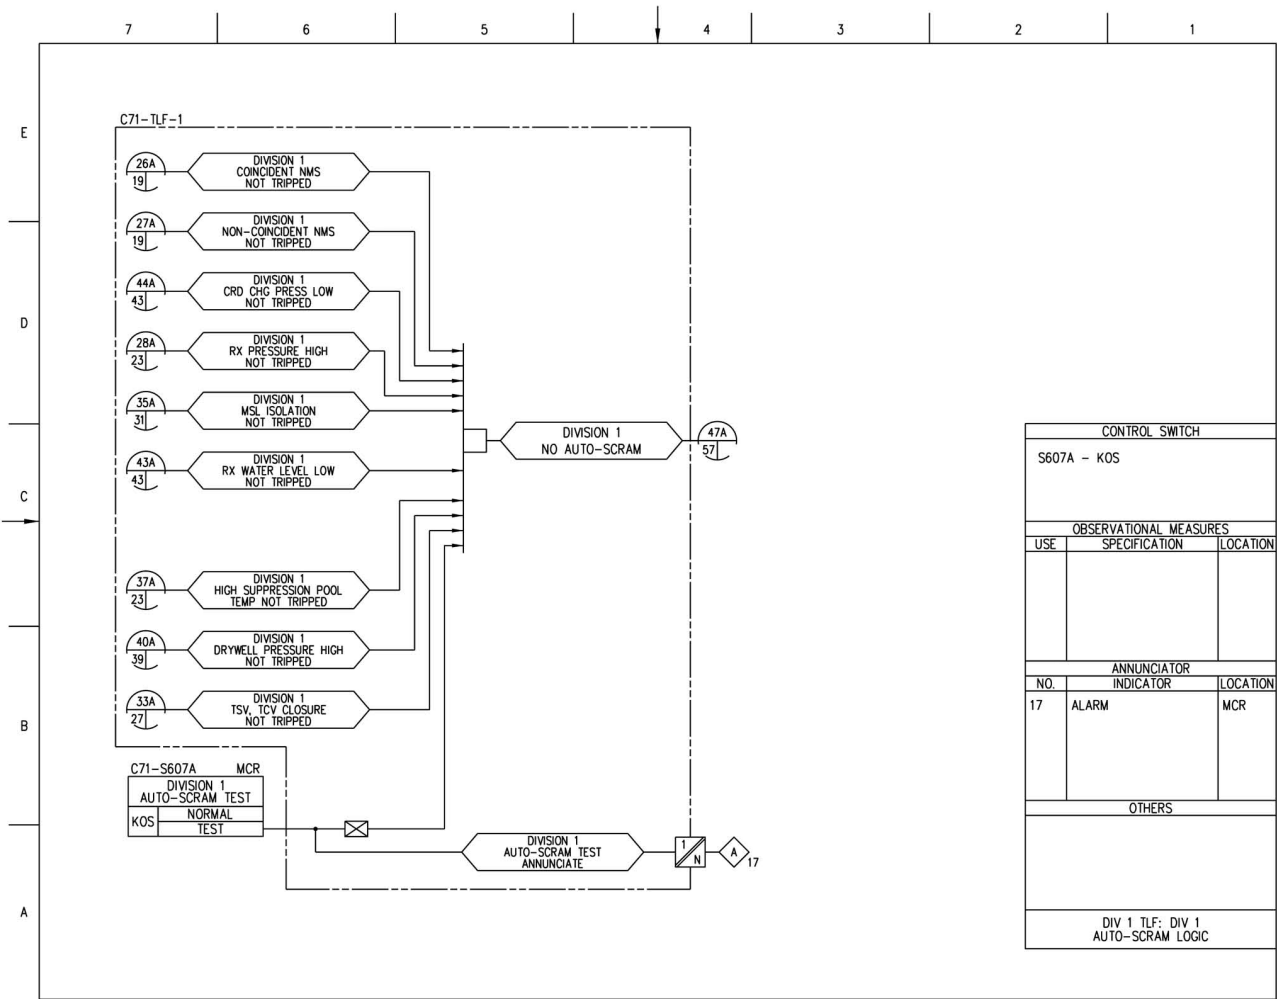 7 6 5 4 3 2 1
E
D
C
B
A
C71-TLF-1
26A
19
DIVISION 1
COINCIDENT NMS
NOT TRIPPED
27A
19
DIVISION 1
NON-COINCIDENT NMS
NOT TRIPPED
44A
43
DIVISION 1
CRD CHG PRESS LOW
NOT TRIPPED
28A
23
DIVISION 1
RX PRESSURE HIGH
NOT TRIPPED
35A
31
DIVISION 1
MSL ISOLATION
NOT TRIPPED
43A
43
DIVISION 1
RX WATER LEVEL LOW
NOT TRIPPED
37A
23
DIVISION 1
HIGH SUPPRESSION POOL
TEMP NOT TRIPPED
40A
39
DIVISION 1
DRYWELL PRESSURE HIGH
NOT TRIPPED
33A
27
DIVISION 1
TSV, TCV CLOSURE
NOT TRIPPED
DIVISION 1
NO AUTO-SCRAM
47A
57
C71-S607A MCR
DIVISION 1
AUTO-SCRAM TEST
KOS
NORMAL
TEST
DIVISION 1
AUTO-SCRAM TEST
ANNUNCIATE
1
N
A
17
CONTROL SWITCH
S607A - KOS
OBSERVATIONAL MEASURES
USE SPECIFICATION LOCATION
ANNUNCIATOR
NO. INDICATOR LOCATION
17 ALARM MCR
OTHERS
DIV 1 TLF: DIV 1
AUTO-SCRAM LOGIC